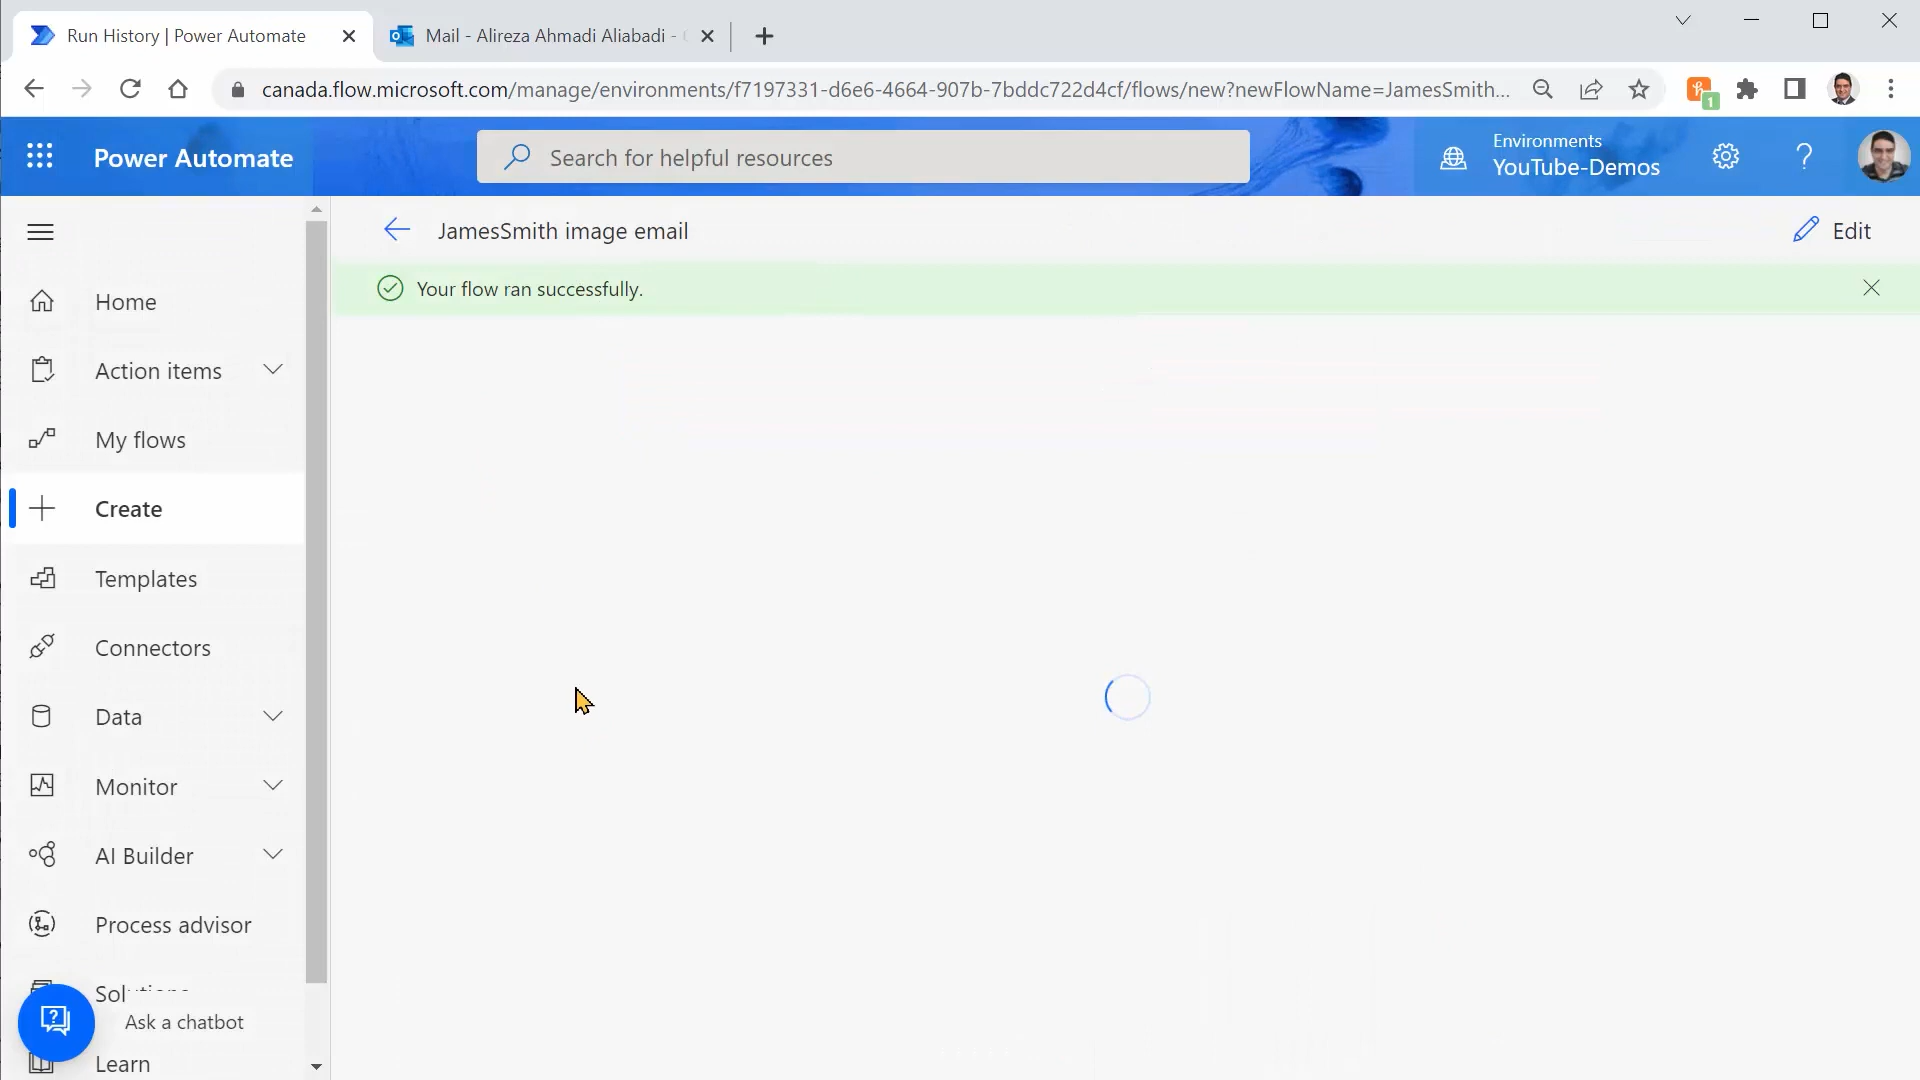 Run History | Power Automate
Mail - Alireza Ahmadi Aliabadi -
canada.flow.microsoft.com/manage/environments/f7197331-d6e6-4664-907b-7bddc722d4cf/flows/new?newFlowName=JamesSmith...
1
Power Automate
Search for helpful resources
Environments
YouTube-Demos
?
JamesSmith image email
Edit
Your flow ran successfully.
Home
Action items
My flows
Create
Templates
Connectors
Data
Monitor
AI Builder
Process advisor
Ask a chatbot
Learn